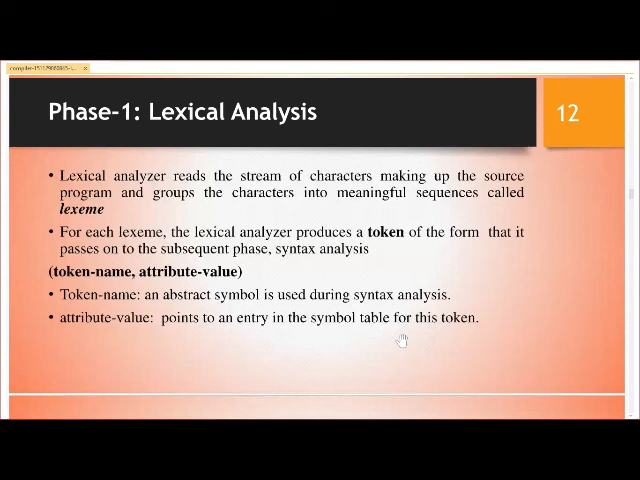 Phase-1: Lexical Analysis
12
• Lexical analyzer reads the stream of characters making up the source
program and groups the characters into meaningful sequences called
lexeme
• For each lexeme, the lexical analyzer produces a token of the form that it
passes on to the subsequent phase, syntax analysis
(token-name, attribute-value)
• Token-name: an abstract symbol is used during syntax analysis.
• attribute-value: points to an entry in the symbol table for this token.